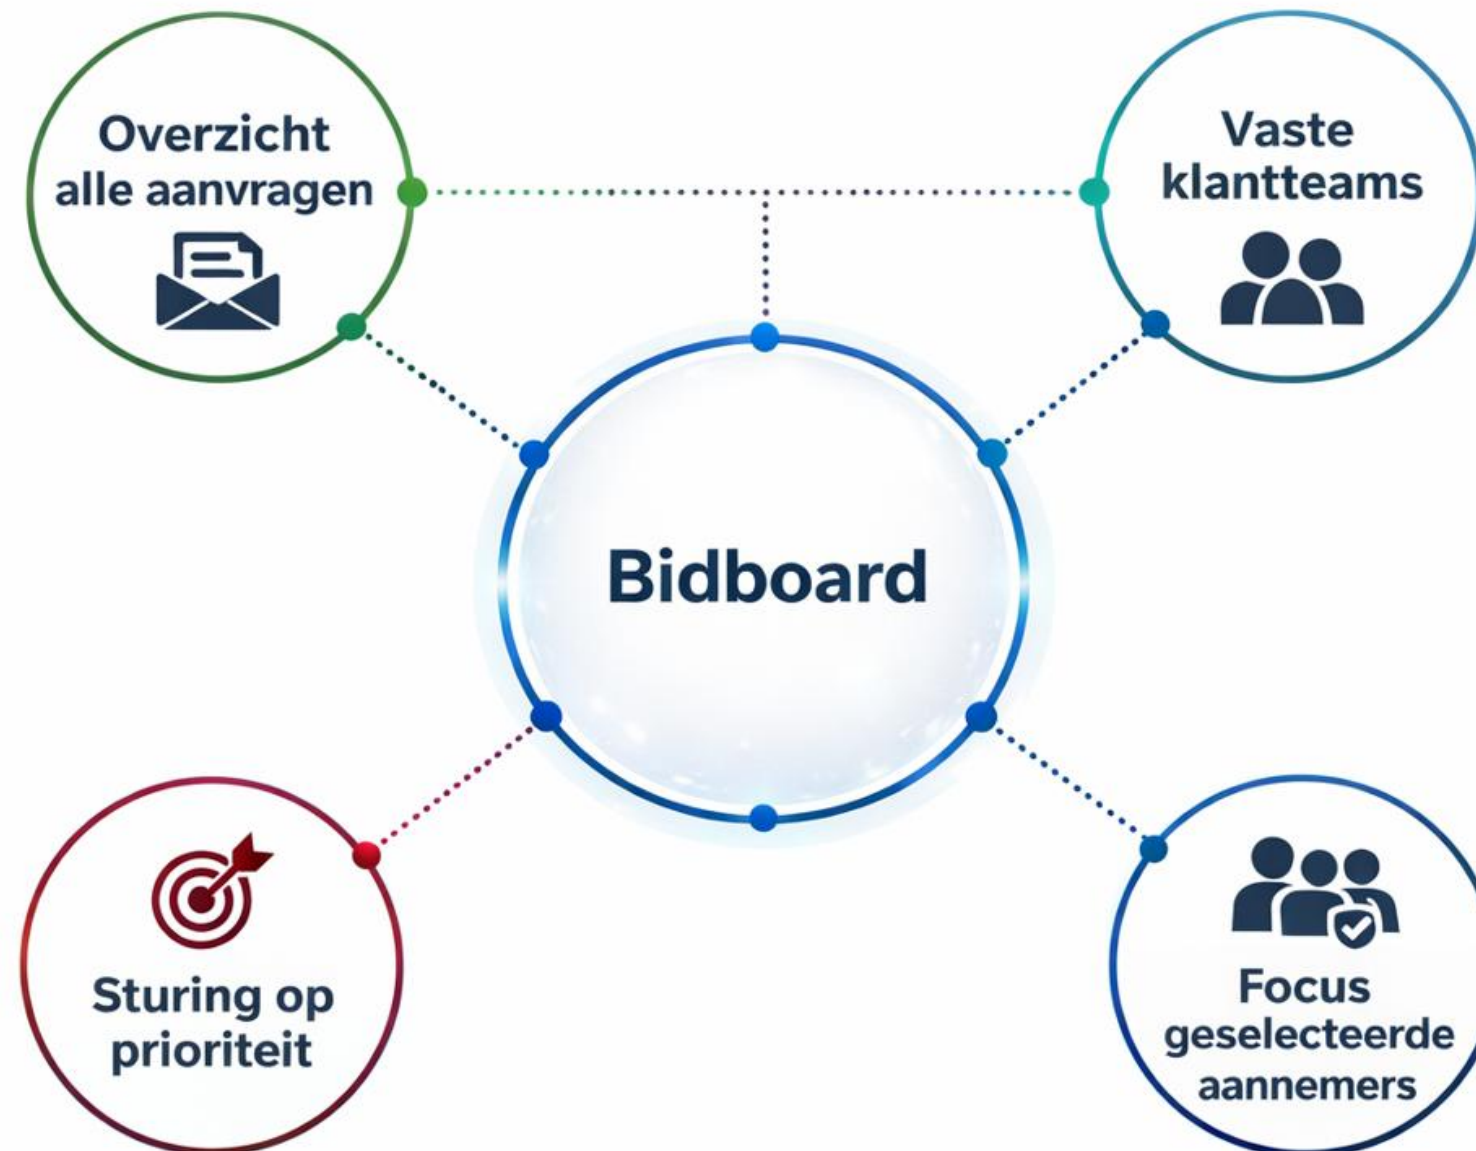 Overzicht
alle aanvragen
Vaste
klantteams
Bidboard
Sturing op
prioriteit
Focus
geselecteerde
aannemers